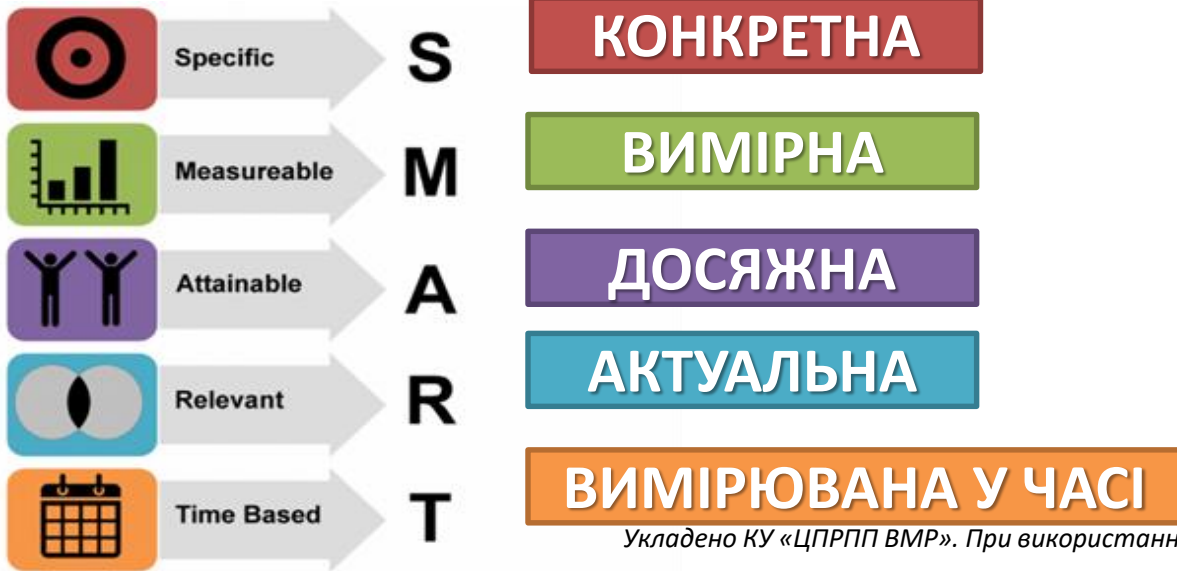 Specific S КОНКРЕТНА
Measureable M ВИМІРНА
Attainable A ДОСЯЖНА
Relevant R АКТУАЛЬНА
Time Based T ВИМІРЮВАНА У ЧАСІ
Укладено КУ «ЦПРПП ВМР». При використанн